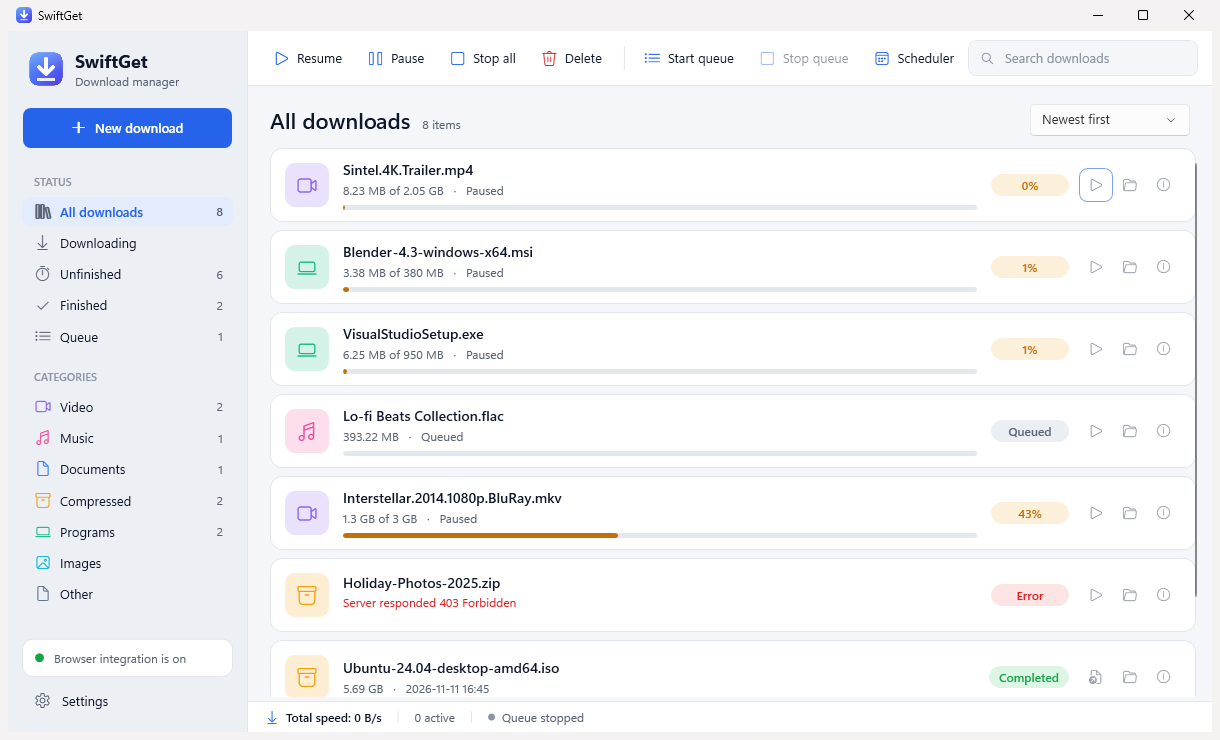 SwiftGet
SwiftGet
Download manager
New download
STATUS
All downloads 8
Downloading
Unfinished 6
Finished 2
Queue 1
CATEGORIES
Video 2
Music 1
Documents 1
Compressed 2
Programs 2
Images
Other
Browser integration is on
Settings
Resume Pause Stop all Delete Start queue Stop queue Scheduler Search downloads
All downloads 8 items Newest first
Sintel.4K.Trailer.mp4
8.23 MB of 2.05 GB · Paused
0%
Blender-4.3-windows-x64.msi
3.38 MB of 380 MB · Paused
1%
VisualStudioSetup.exe
6.25 MB of 950 MB · Paused
1%
Lo-fi Beats Collection.flac
393.22 MB · Queued
Queued
Interstellar.2014.1080p.BluRay.mkv
1.3 GB of 3 GB · Paused
43%
Holiday-Photos-2025.zip
Server responded 403 Forbidden
Error
Ubuntu-24.04-desktop-amd64.iso
5.69 GB · 2026-11-11 16:45
Completed
Total speed: 0 B/s 0 active Queue stopped